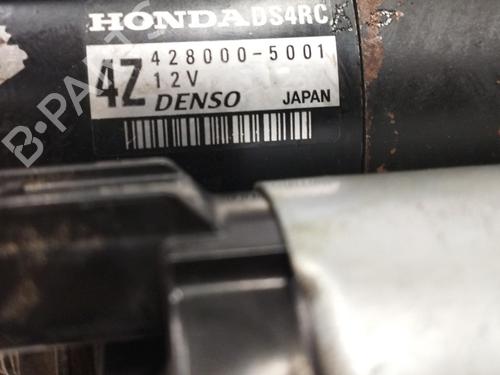 HONDA DS4RC
4Z 428000-5001
12V
DENSO JAPAN
B-PARTS